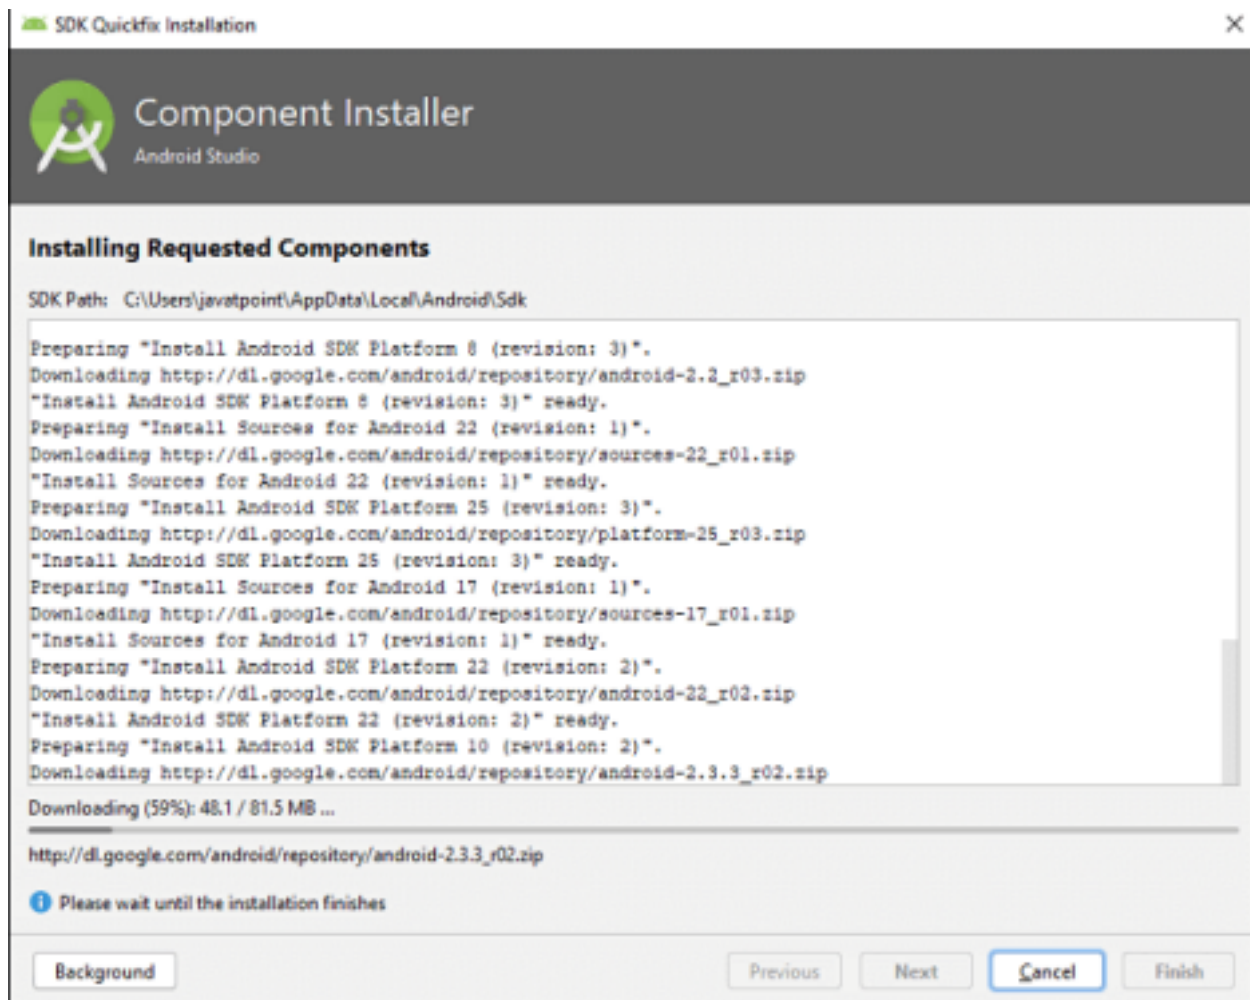 SDK Quickfix Installation
Component Installer
Android Studio
Installing Requested Components
SDK Path: C:\Users\javatpoint\AppData\Local\Android\Sdk
Preparing "Install Android SDK Platform 8 (revision: 3)".
Downloading http://dl.google.com/android/repository/android-2.2_r03.zip
"Install Android SDK Platform 8 (revision: 3)" ready.
Preparing "Install Sources for Android 22 (revision: 1)".
Downloading http://dl.google.com/android/repository/sources-22_r01.zip
"Install Sources for Android 22 (revision: 1)" ready.
Preparing "Install Android SDK Platform 25 (revision: 3)".
Downloading http://dl.google.com/android/repository/platform-25_r03.zip
"Install Android SDK Platform 25 (revision: 3)" ready.
Preparing "Install Sources for Android 17 (revision: 1)".
Downloading http://dl.google.com/android/repository/sources-17_r01.zip
"Install Sources for Android 17 (revision: 1)" ready.
Preparing "Install Android SDK Platform 22 (revision: 2)".
Downloading http://dl.google.com/android/repository/android-22_r02.zip
"Install Android SDK Platform 22 (revision: 2)" ready.
Preparing "Install Android SDK Platform 10 (revision: 2)".
Downloading http://dl.google.com/android/repository/android-2.3.3_r02.zip
Downloading (59%): 48.1 / 81.5 MB ...
http://dl.google.com/android/repository/android-2.3.3_r02.zip
Please wait until the installation finishes
Background Previous Next Cancel Finish